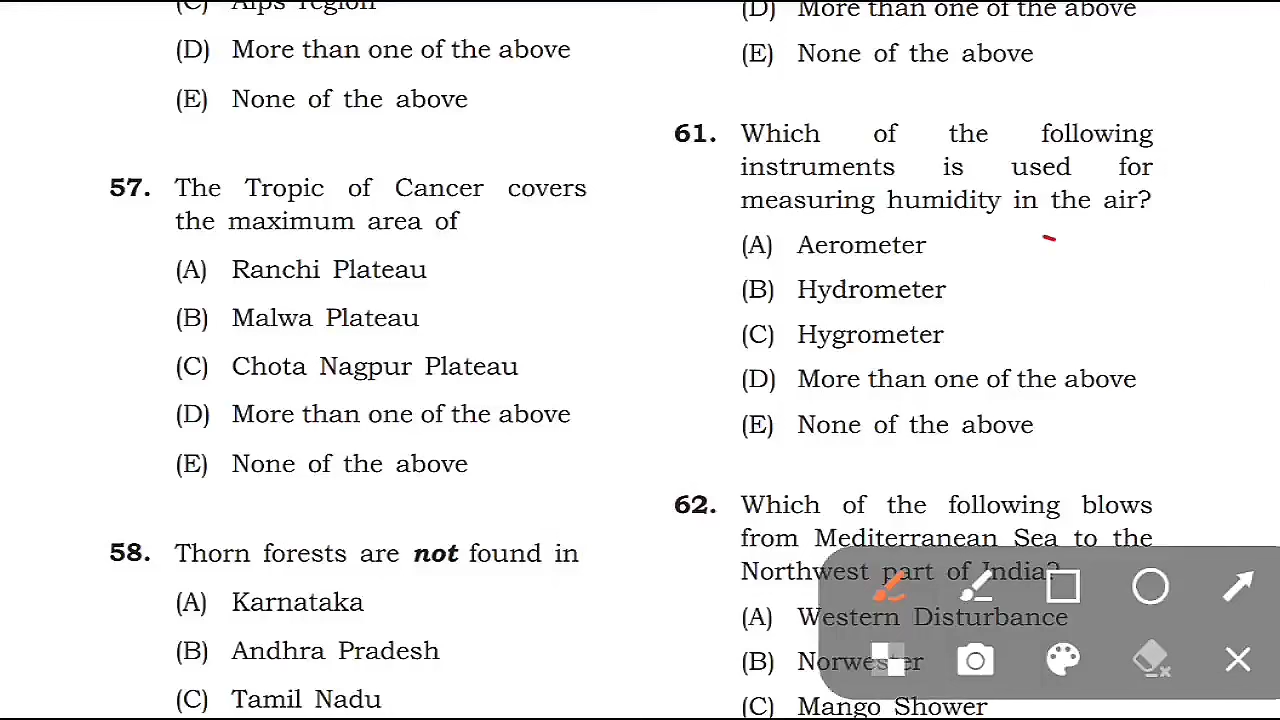 (C) Alps region
(D) More than one of the above
(E) None of the above
57. The Tropic of Cancer covers
the maximum area of
(A) Ranchi Plateau
(B) Malwa Plateau
(C) Chota Nagpur Plateau
(D) More than one of the above
(E) None of the above
58. Thorn forests are not found in
(A) Karnataka
(B) Andhra Pradesh
(C) Tamil Nadu
(D) More than one of the above
(E) None of the above
61. Which of the following
instruments is used for
measuring humidity in the air?
(A) Aerometer
(B) Hydrometer
(C) Hygrometer
(D) More than one of the above
(E) None of the above
62. Which of the following blows
from Mediterranean Sea to the
Northwest part of India?
(A) Western Disturbance
(B) Norwester
(C) Mango Shower